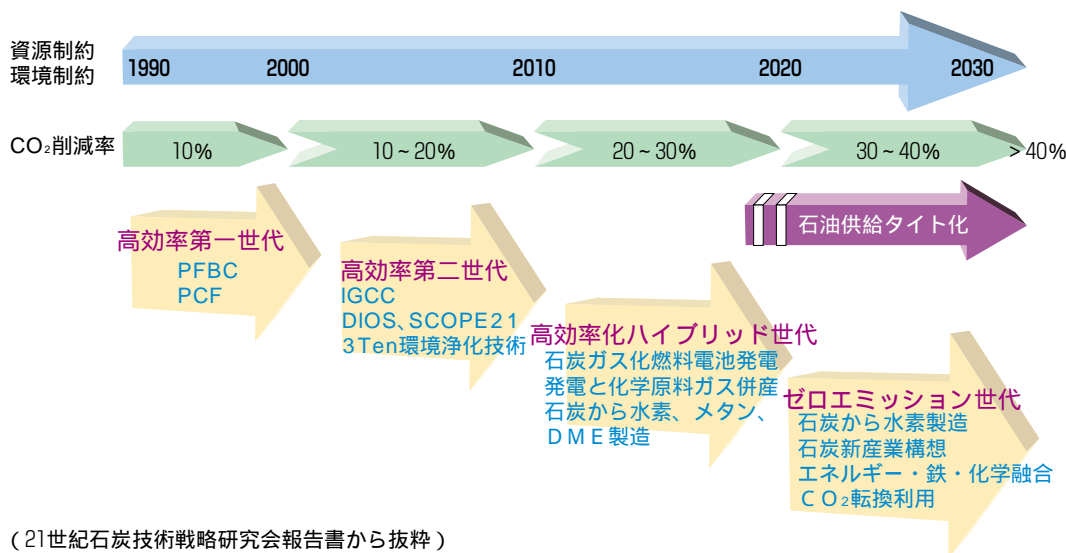 資源制約
環境制約
1990 2000 2010 2020 2030
CO₂削減率
10% 10~20% 20~30% 30~40% >40%
石油供給タイト化
高効率第一世代
PFBC
PCF
高効率第二世代
IGCC
DIOS、SCOPE21
3Ten環境浄化技術
高効率化ハイブリッド世代
石炭ガス化燃料電池発電
発電と化学原料ガス併産
石炭から水素、メタン、
DME製造
ゼロエミッション世代
石炭から水素製造
石炭新産業構想
エネルギー・鉄・化学融合
CO₂転換利用
(21世紀石炭技術戦略研究会報告書から抜粋)